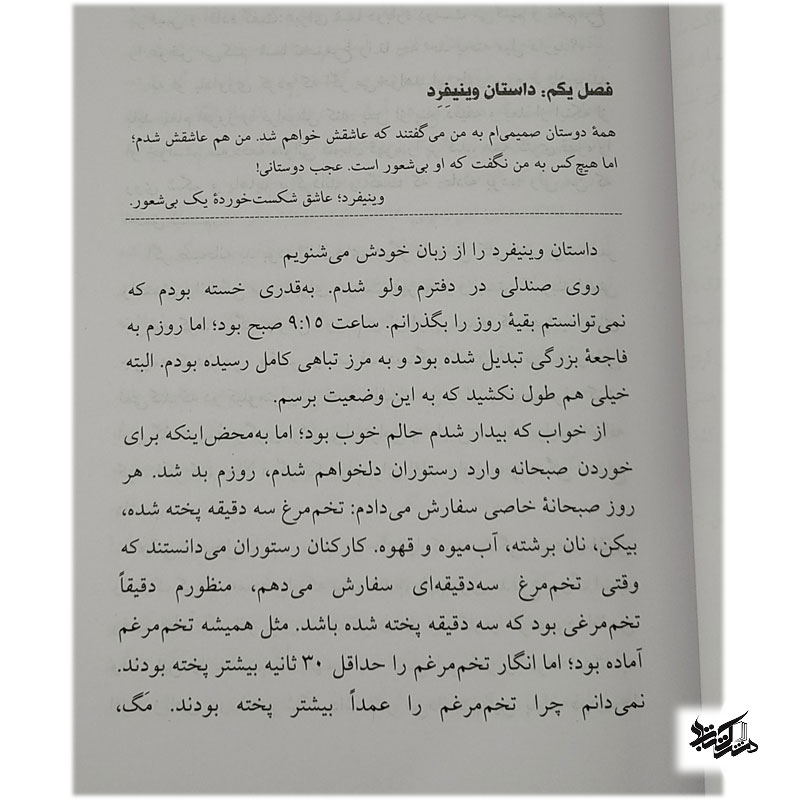 فصل یکم: داستان وینیفِرِد
همهٔ دوستان صمیمی‌ام به من می‌گفتند که عاشقش خواهم شد. من هم عاشقش شدم؛
اما هیچ‌کس به من نگفت که او بی‌شعور است. عجب دوستانی!
وینیفرد؛ عاشق شکست‌خوردهٔ یک بی‌شعور.
داستان وینیفرد را از زبان خودش می‌شنویم
روی صندلی در دفترم ولو شدم. به‌قدری خسته بودم که
نمی‌توانستم بقیهٔ روز را بگذرانم. ساعت ۹:۱۵ صبح بود؛ اما روزم به
فاجعهٔ بزرگی تبدیل شده بود و به مرز تباهی کامل رسیده بودم. البته
خیلی هم طول نکشید که به این وضعیت برسم.
از خواب که بیدار شدم حالم خوب بود؛ اما به‌محض‌اینکه برای
خوردن صبحانه وارد رستوران دلخواهم شدم، روزم بد شد. هر
روز صبحانهٔ خاصی سفارش می‌دادم: تخم‌مرغ سه دقیقه پخته شده،
بیکن، نان برشته، آب‌میوه و قهوه. کارکنان رستوران می‌دانستند که
وقتی تخم‌مرغ سه‌دقیقه‌ای سفارش می‌دهم، منظورم دقیقاً
تخم‌مرغی بود که سه دقیقه پخته شده باشد. مثل همیشه تخم‌مرغم
آماده بود؛ اما انگار تخم‌مرغم را حداقل ۳۰ ثانیه بیشتر پخته بودند.
نمی‌دانم چرا تخم‌مرغم را عمداً بیشتر پخته بودند. مَگ،